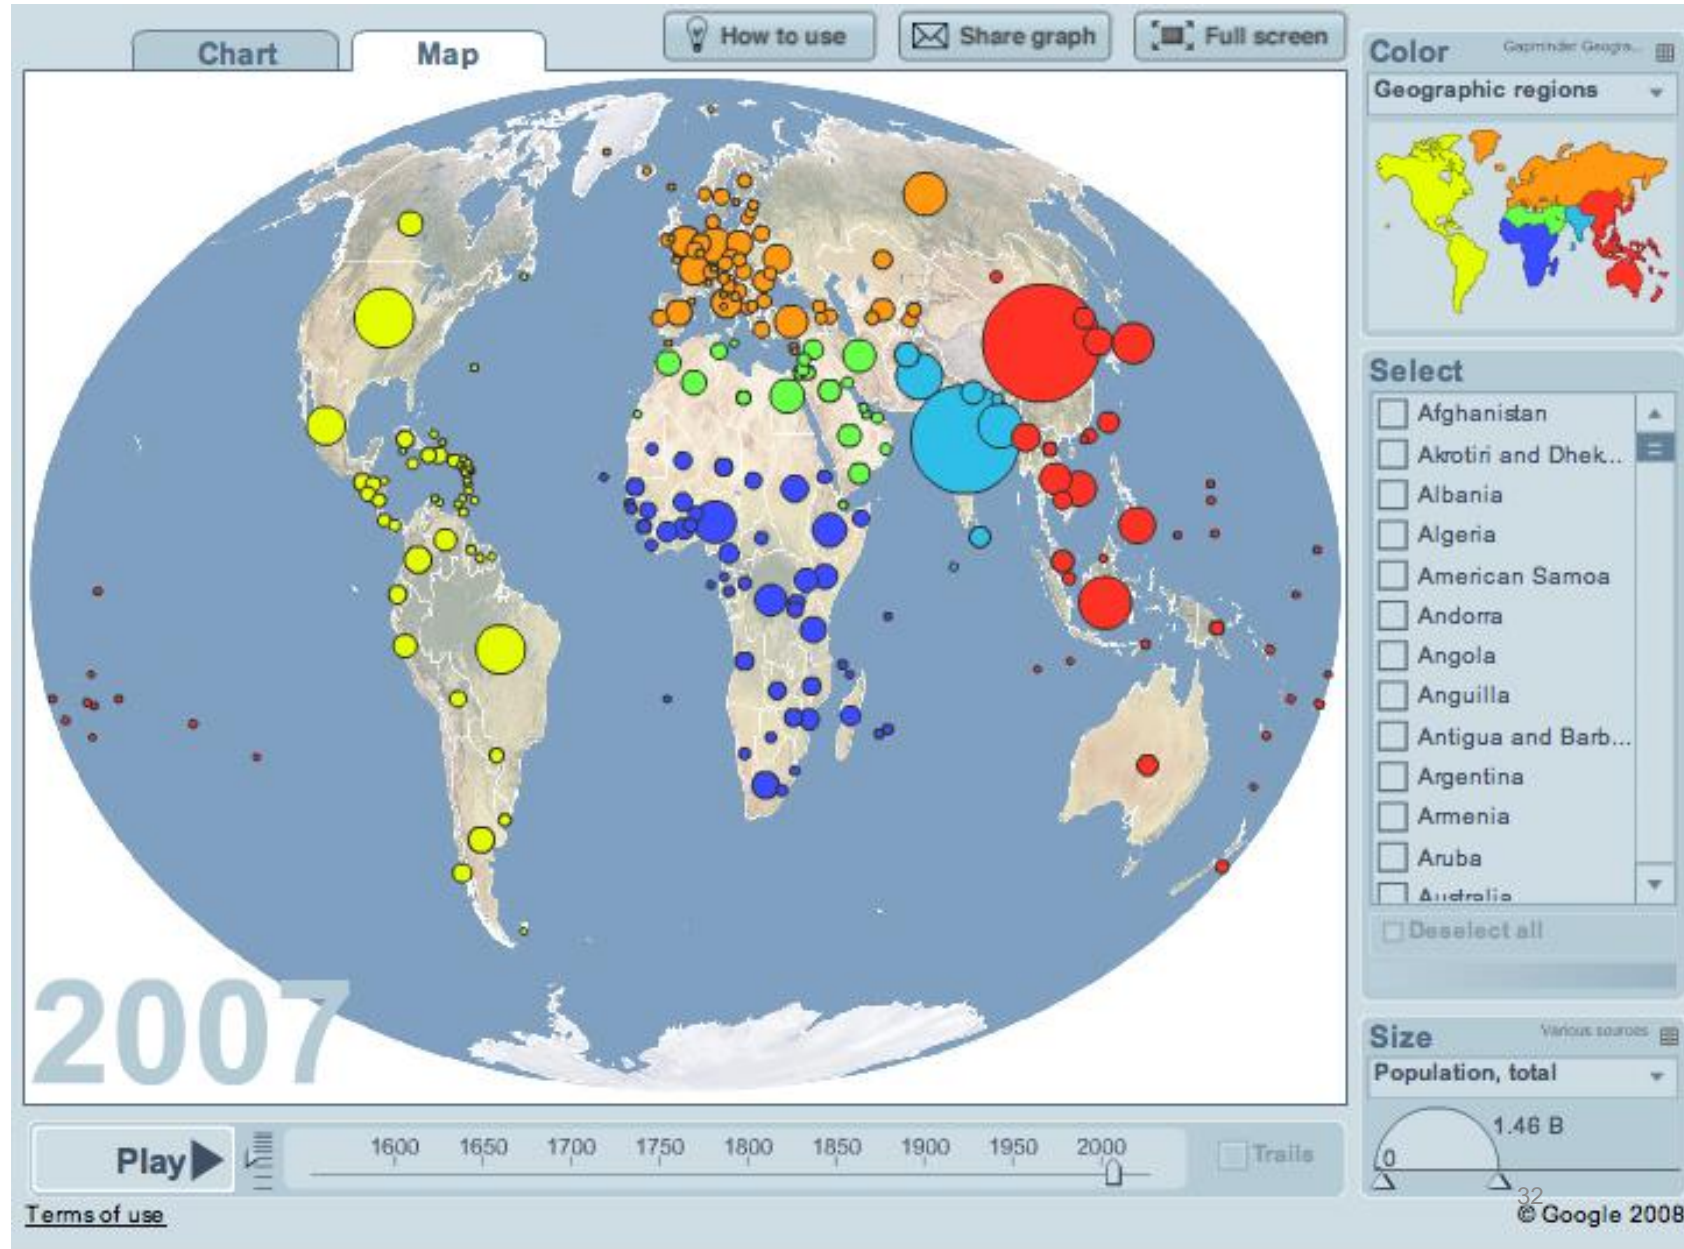 Chart
Map
How to use
Share graph
Full screen
Color
Gapminder Geogra...
Geographic regions
Select
Afghanistan
Akrotiri and Dhek...
Albania
Algeria
American Samoa
Andorra
Angola
Anguilla
Antigua and Barb...
Argentina
Armenia
Aruba
Australia
Deselect all
2007
Size
Various sources
Population, total
1.46 B
0
Play
1600 1650 1700 1750 1800 1850 1900 1950 2000
Trails
32
Terms of use
© Google 2008